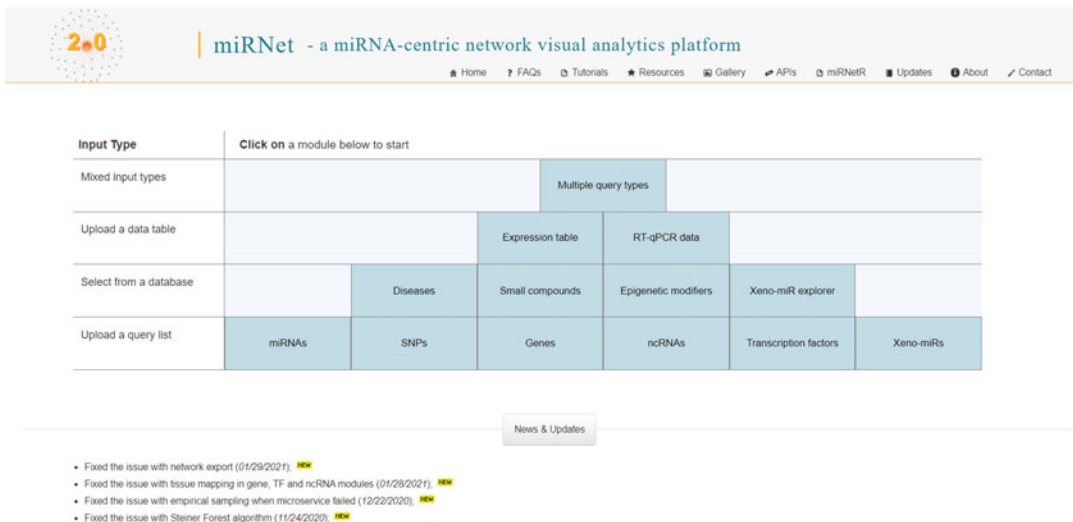 2.0
miRNet - a miRNA-centric network visual analytics platform
Home ? FAQs Tutorials Resources Gallery APIs miRNetR Updates About Contact
Input Type Click on a module below to start
Mixed input types Multiple query types
Upload a data table Expression table RT-qPCR data
Select from a database Diseases Small compounds Epigenetic modifiers Xeno-miR explorer
Upload a query list miRNAs SNPs Genes ncRNAs Transcription factors Xeno-miRs
News & Updates
• Fixed the issue with network export (01/29/2021); NEW
• Fixed the issue with tissue mapping in gene, TF and ncRNA modules (01/28/2021); NEW
• Fixed the issue with empirical sampling when microservice failed (12/22/2020); NEW
• Fixed the issue with Steiner Forest algorithm (11/24/2020); NEW